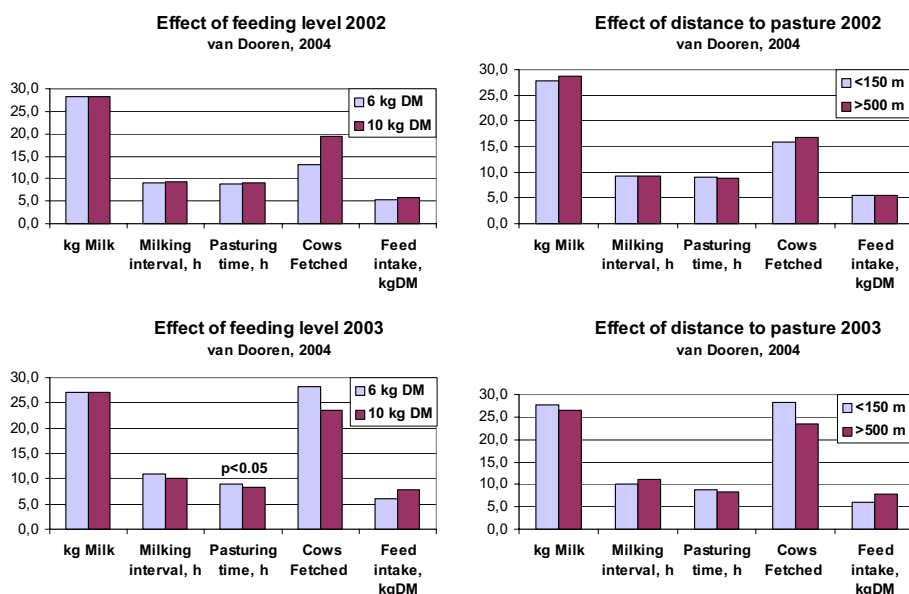 Effect of feeding level 2002
van Dooren, 2004
30,0
25,0
20,0
15,0
10,0
5,0
0,0
6 kg DM
10 kg DM
kg Milk
Milking interval, h
Pasturing time, h
Cows Fetched
Feed intake, kgDM
Effect of distance to pasture 2002
van Dooren, 2004
30,0
25,0
20,0
15,0
10,0
5,0
0,0
<150 m
>500 m
kg Milk
Milking interval, h
Pasturing time, h
Cows Fetched
Feed intake, kgDM
Effect of feeding level 2003
van Dooren, 2004
30,0
25,0
20,0
15,0
10,0
5,0
0,0
6 kg DM
10 kg DM
p<0.05
kg Milk
Milking interval, h
Pasturing time, h
Cows Fetched
Feed intake, kgDM
Effect of distance to pasture 2003
van Dooren, 2004
30,0
25,0
20,0
15,0
10,0
5,0
0,0
<150 m
>500 m
kg Milk
Milking interval, h
Pasturing time, h
Cows Fetched
Feed intake, kgDM